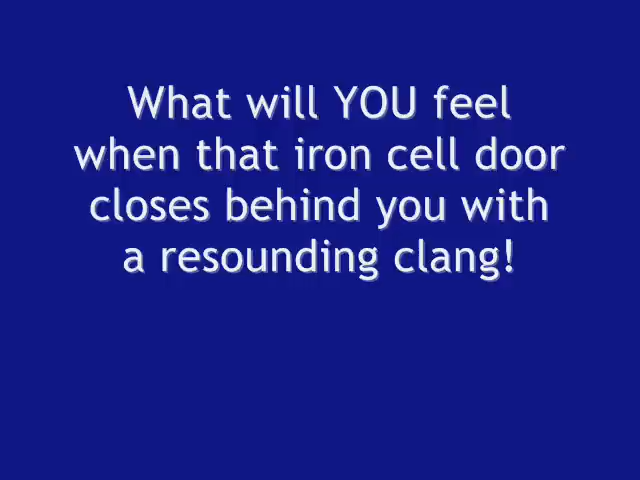 What will YOU feel
when that iron cell door
closes behind you with
a resounding clang!